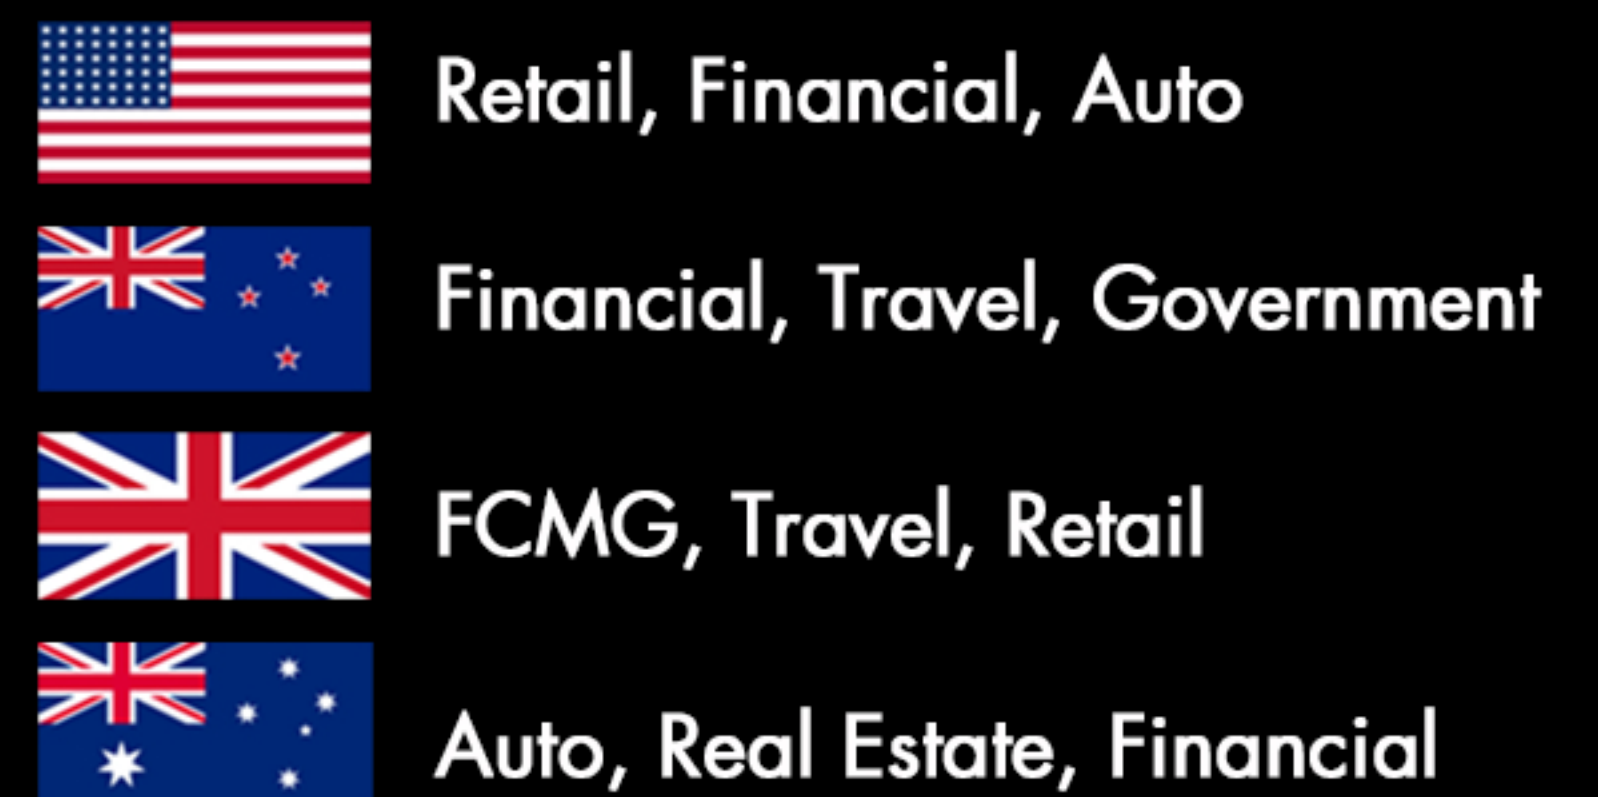 Retail, Financial, Auto
Financial, Travel, Government
FCMG, Travel, Retail
Auto, Real Estate, Financial